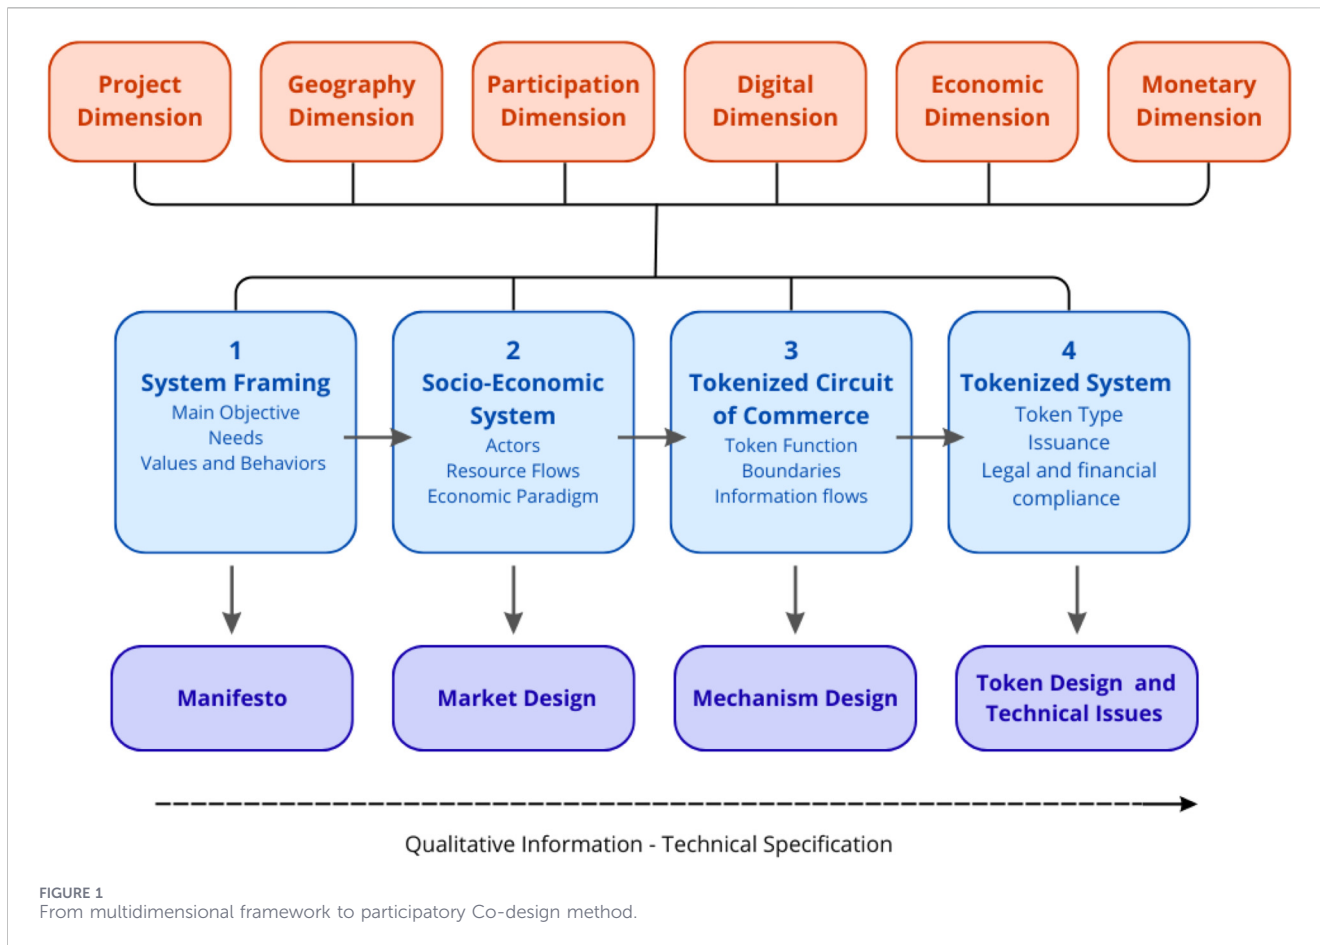 Project
Dimension
Geography
Dimension
Participation
Dimension
Digital
Dimension
Economic
Dimension
Monetary
Dimension
1
System Framing
Main Objective
Needs
Values and Behaviors
2
Socio-Economic
System
Actors
Resource Flows
Economic Paradigm
3
Tokenized Circuit
of Commerce
Token Function
Boundaries
Information flows
4
Tokenized System
Token Type
Issuance
Legal and financial
compliance
Manifesto
Market Design
Mechanism Design
Token Design and
Technical Issues
Qualitative Information - Technical Specification
FIGURE 1
From multidimensional framework to participatory Co-design method.